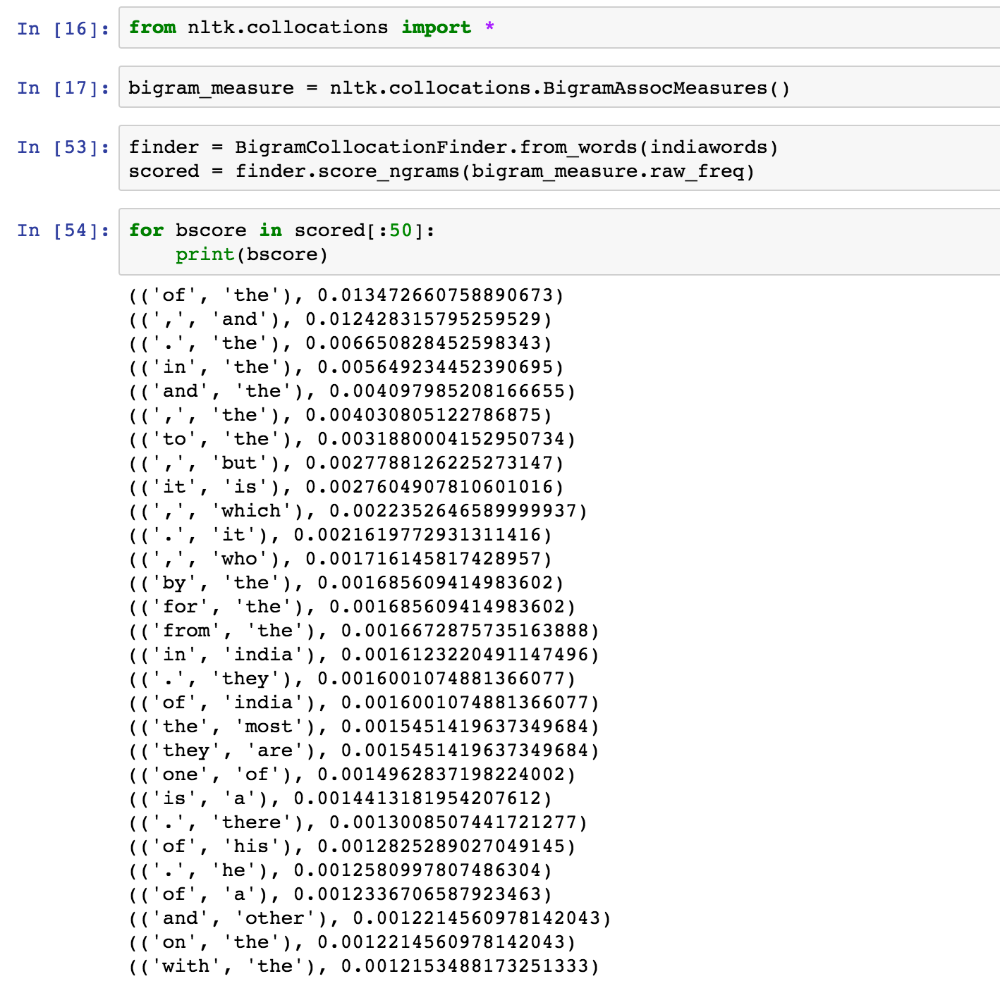 In [16]: from nltk.collocations import *
In [17]: bigram_measure = nltk.collocations.BigramAssocMeasures()
In [53]: finder = BigramCollocationFinder.from_words(indiawords)
scored = finder.score_ngrams(bigram_measure.raw_freq)
In [54]: for bscore in scored[:50]:
    print(bscore)
(('of', 'the'), 0.013472660758890673)
((',', 'and'), 0.012428315795259529)
(('.', 'the'), 0.006650828452598343)
(('in', 'the'), 0.005649234452390695)
(('and', 'the'), 0.004097985208166655)
((',', 'the'), 0.004030805122786875)
(('to', 'the'), 0.0031880004152950734)
((',', 'but'), 0.0027788126225273147)
(('it', 'is'), 0.0027604907810601016)
((',', 'which'), 0.0022352646589999937)
(('.', 'it'), 0.0021619772931311416)
((',', 'who'), 0.001716145817428957)
(('by', 'the'), 0.001685609414983602)
(('for', 'the'), 0.001685609414983602)
(('from', 'the'), 0.0016672875735163888)
(('in', 'india'), 0.0016123220491147496)
(('.', 'they'), 0.0016001074881366077)
(('of', 'india'), 0.0016001074881366077)
(('the', 'most'), 0.0015451419637349684)
(('they', 'are'), 0.0015451419637349684)
(('one', 'of'), 0.0014962837198224002)
(('is', 'a'), 0.0014413181954207612)
(('.', 'there'), 0.0013008507441721277)
(('of', 'his'), 0.0012825289027049145)
(('.', 'he'), 0.0012580997807486304)
(('of', 'a'), 0.0012336706587923463)
(('and', 'other'), 0.0012214560978142043)
(('on', 'the'), 0.0012214560978142043)
(('with', 'the'), 0.0012153488173251333)